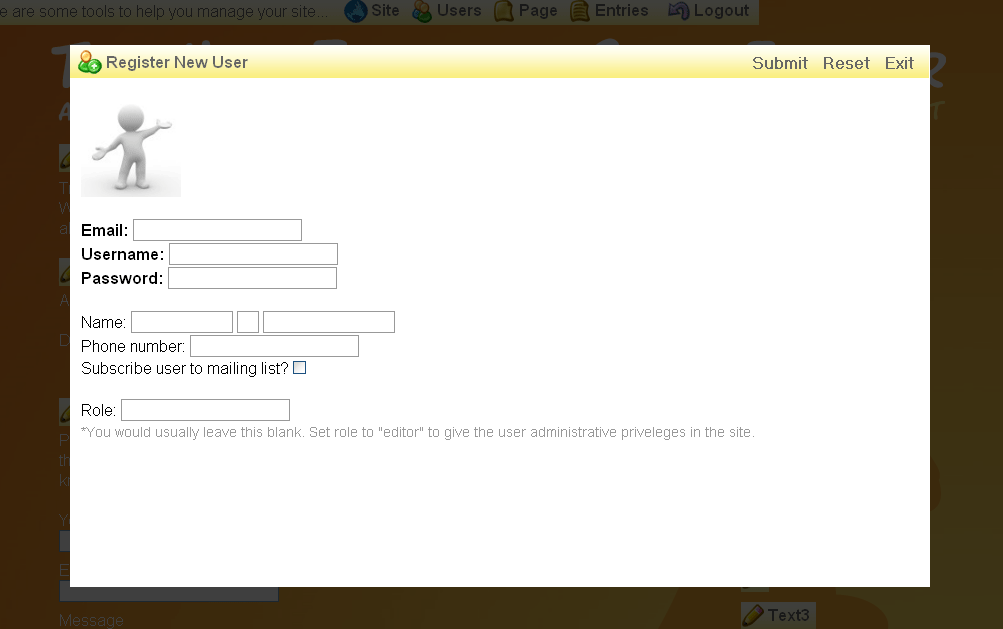 e are some tools to help you manage your site... Site Users Page Entries Logout
Register New User Submit Reset Exit
Email:
Username:
Password:
Name:
Phone number:
Subscribe user to mailing list?
Role:
*You would usually leave this blank. Set role to "editor" to give the user administrative priveleges in the site.
Message
Text3